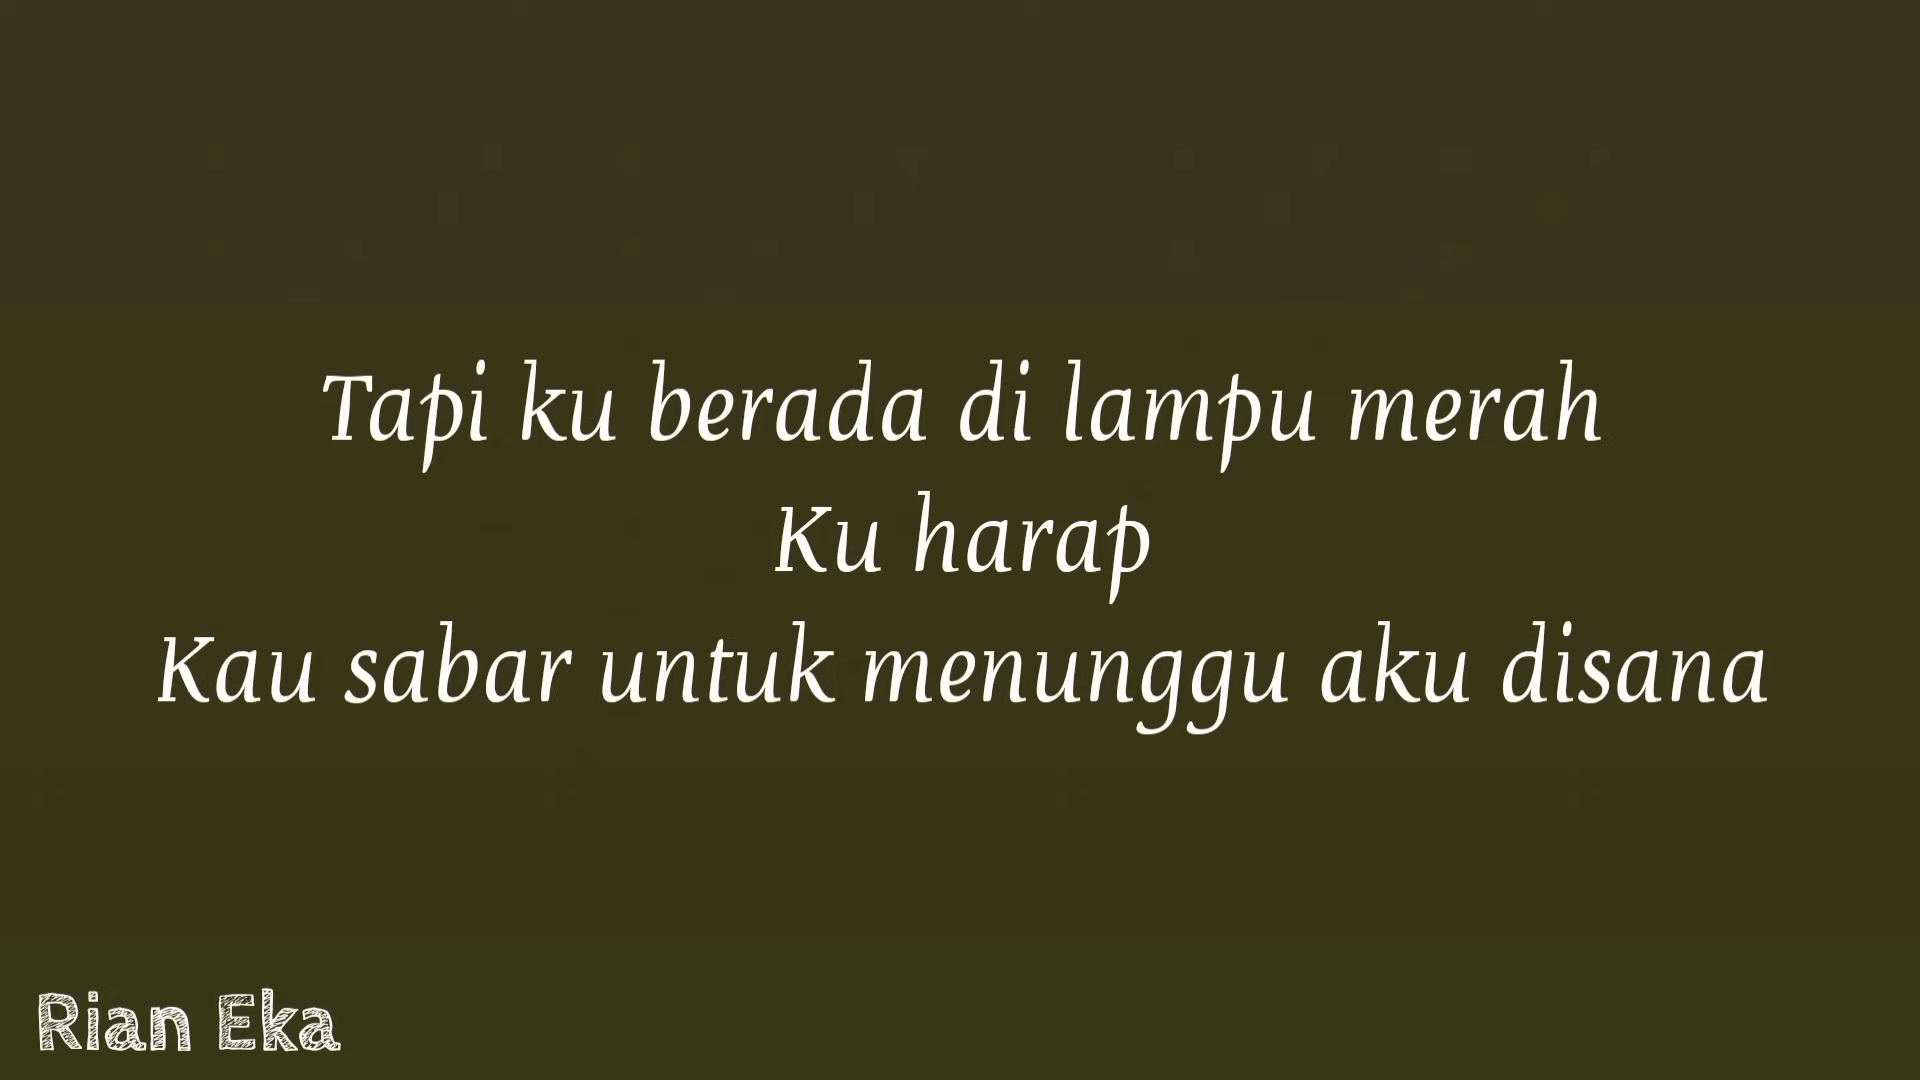 Tapi ku berada di lampu merah
Ku harap
Kau sabar untuk menunggu aku disana
Rian Eka